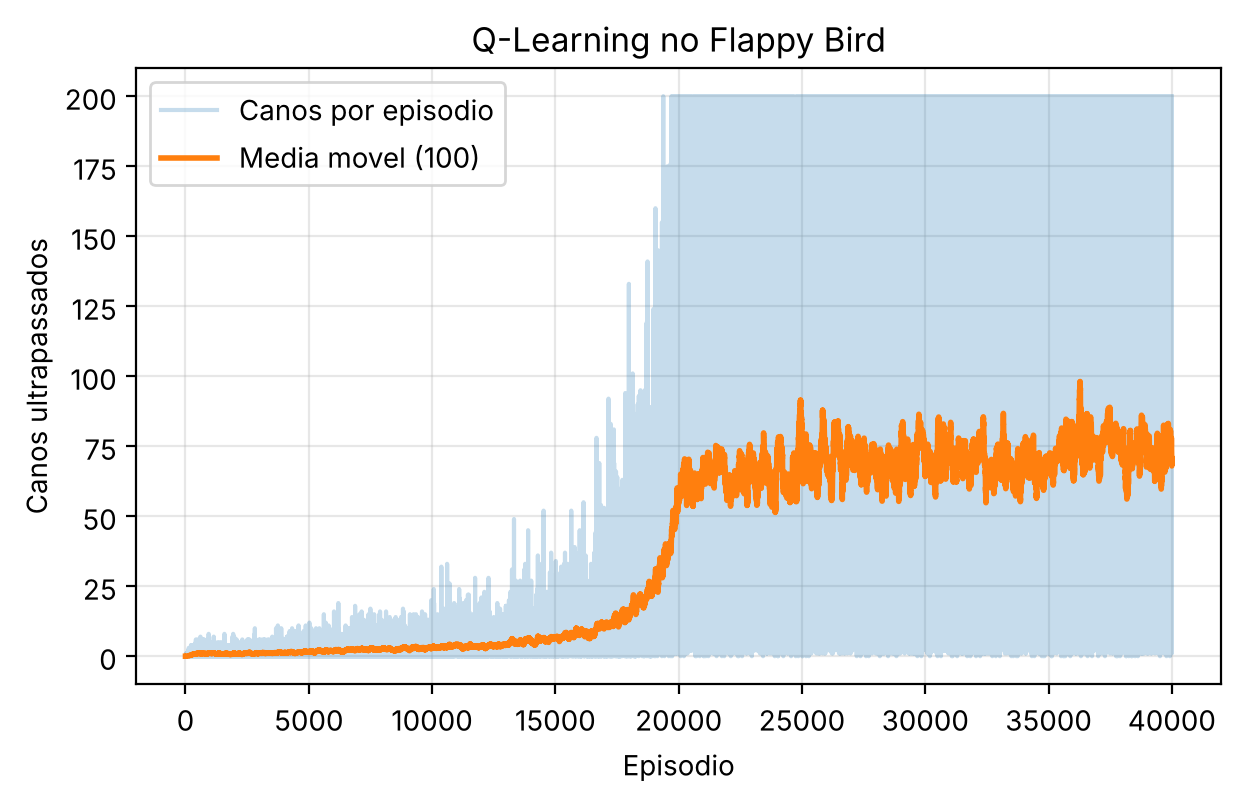 Q-Learning no Flappy Bird
Canos por episodio
Media movel (100)
Canos ultrapassados
200
175
150
125
100
75
50
25
0
0 5000 10000 15000 20000 25000 30000 35000 40000
Episodio